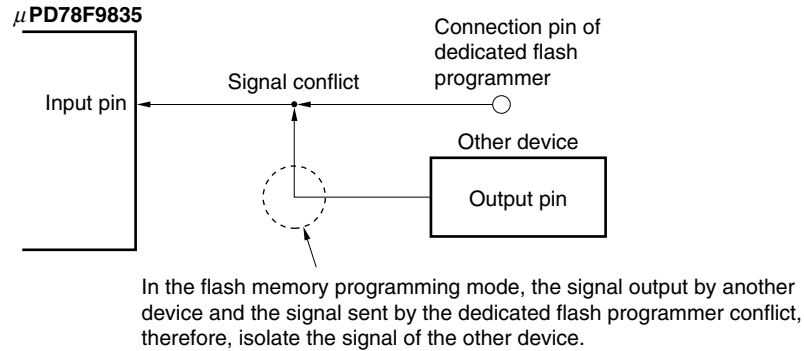 μPD78F9835
Connection pin of
dedicated flash
programmer
Signal conflict
Input pin
Other device
Output pin
In the flash memory programming mode, the signal output by another
device and the signal sent by the dedicated flash programmer conflict,
therefore, isolate the signal of the other device.